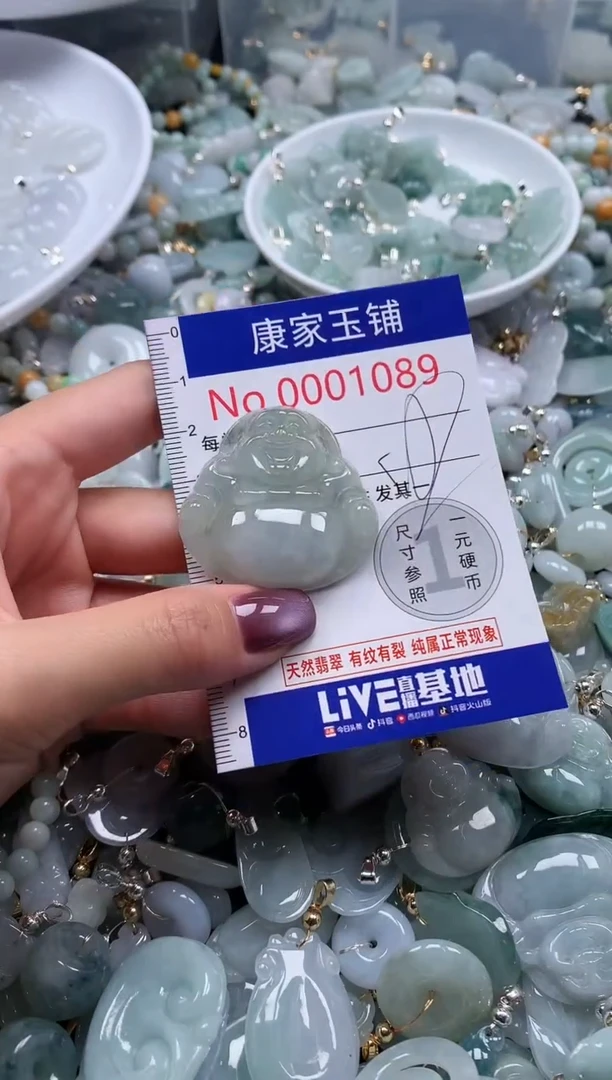 康家玉铺
No 0001089
每
发其一
一元硬币
1
尺寸参照
天然翡翠 有纹有裂 纯属正常现象
LiVE直播基地
今日头条 抖音 西瓜视频 抖音火山版
0
1
2
8